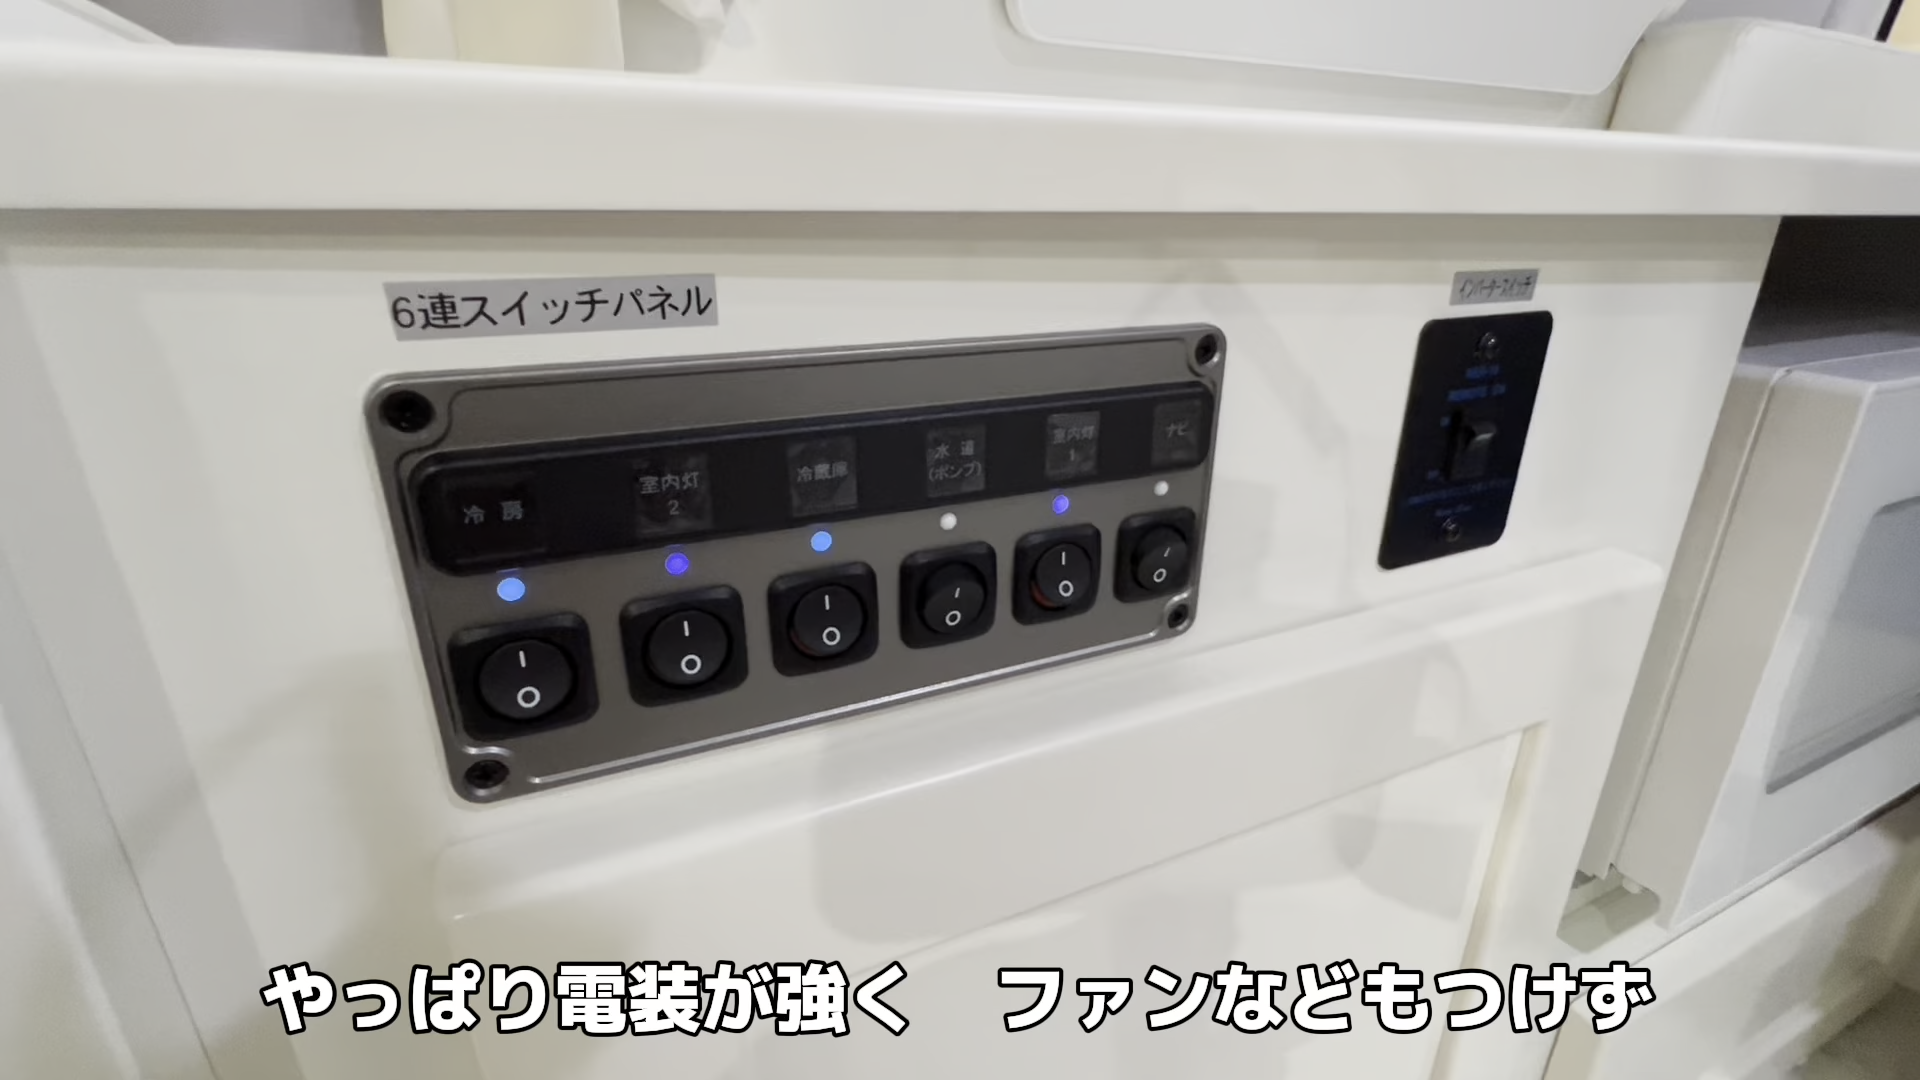 6連スイッチパネル
インバータースイッチ
冷 房
室内灯
2
冷蔵庫
水 道
(ポンプ)
室内灯
1
ナビ
やっぱり電装が強く ファンなどもつけず